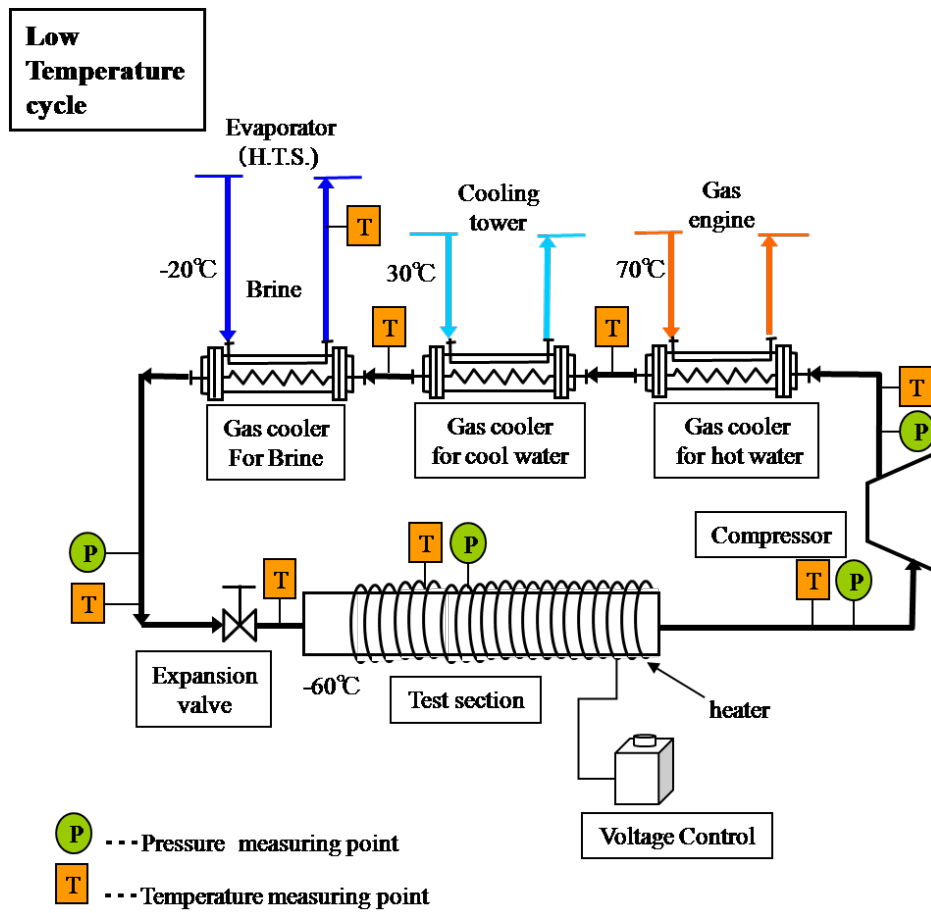 Low
Temperature
cycle
Evaporator
(H.T.S.)
T
-20℃
Brine
Cooling
tower
30℃
Gas
engine
70℃
T
T
T
P
Gas cooler
For Brine
Gas cooler
for cool water
Gas cooler
for hot water
P
T
T
T
P
Compressor
T
P
Expansion
valve
-60℃
Test section
heater
Voltage Control
P
---Pressure measuring point
T
---Temperature measuring point